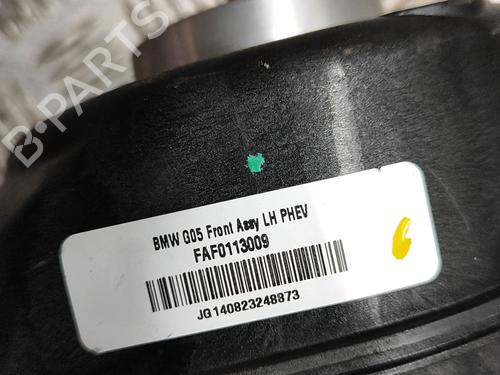 B-PARTS
BMW G05 Front Assy LH PHEV
FAF0113009
JG140823248873